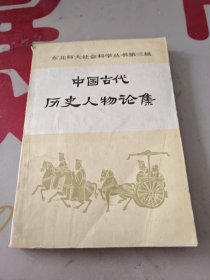 东北师大社会科学丛书第三辑
中国古代
历史人物论集